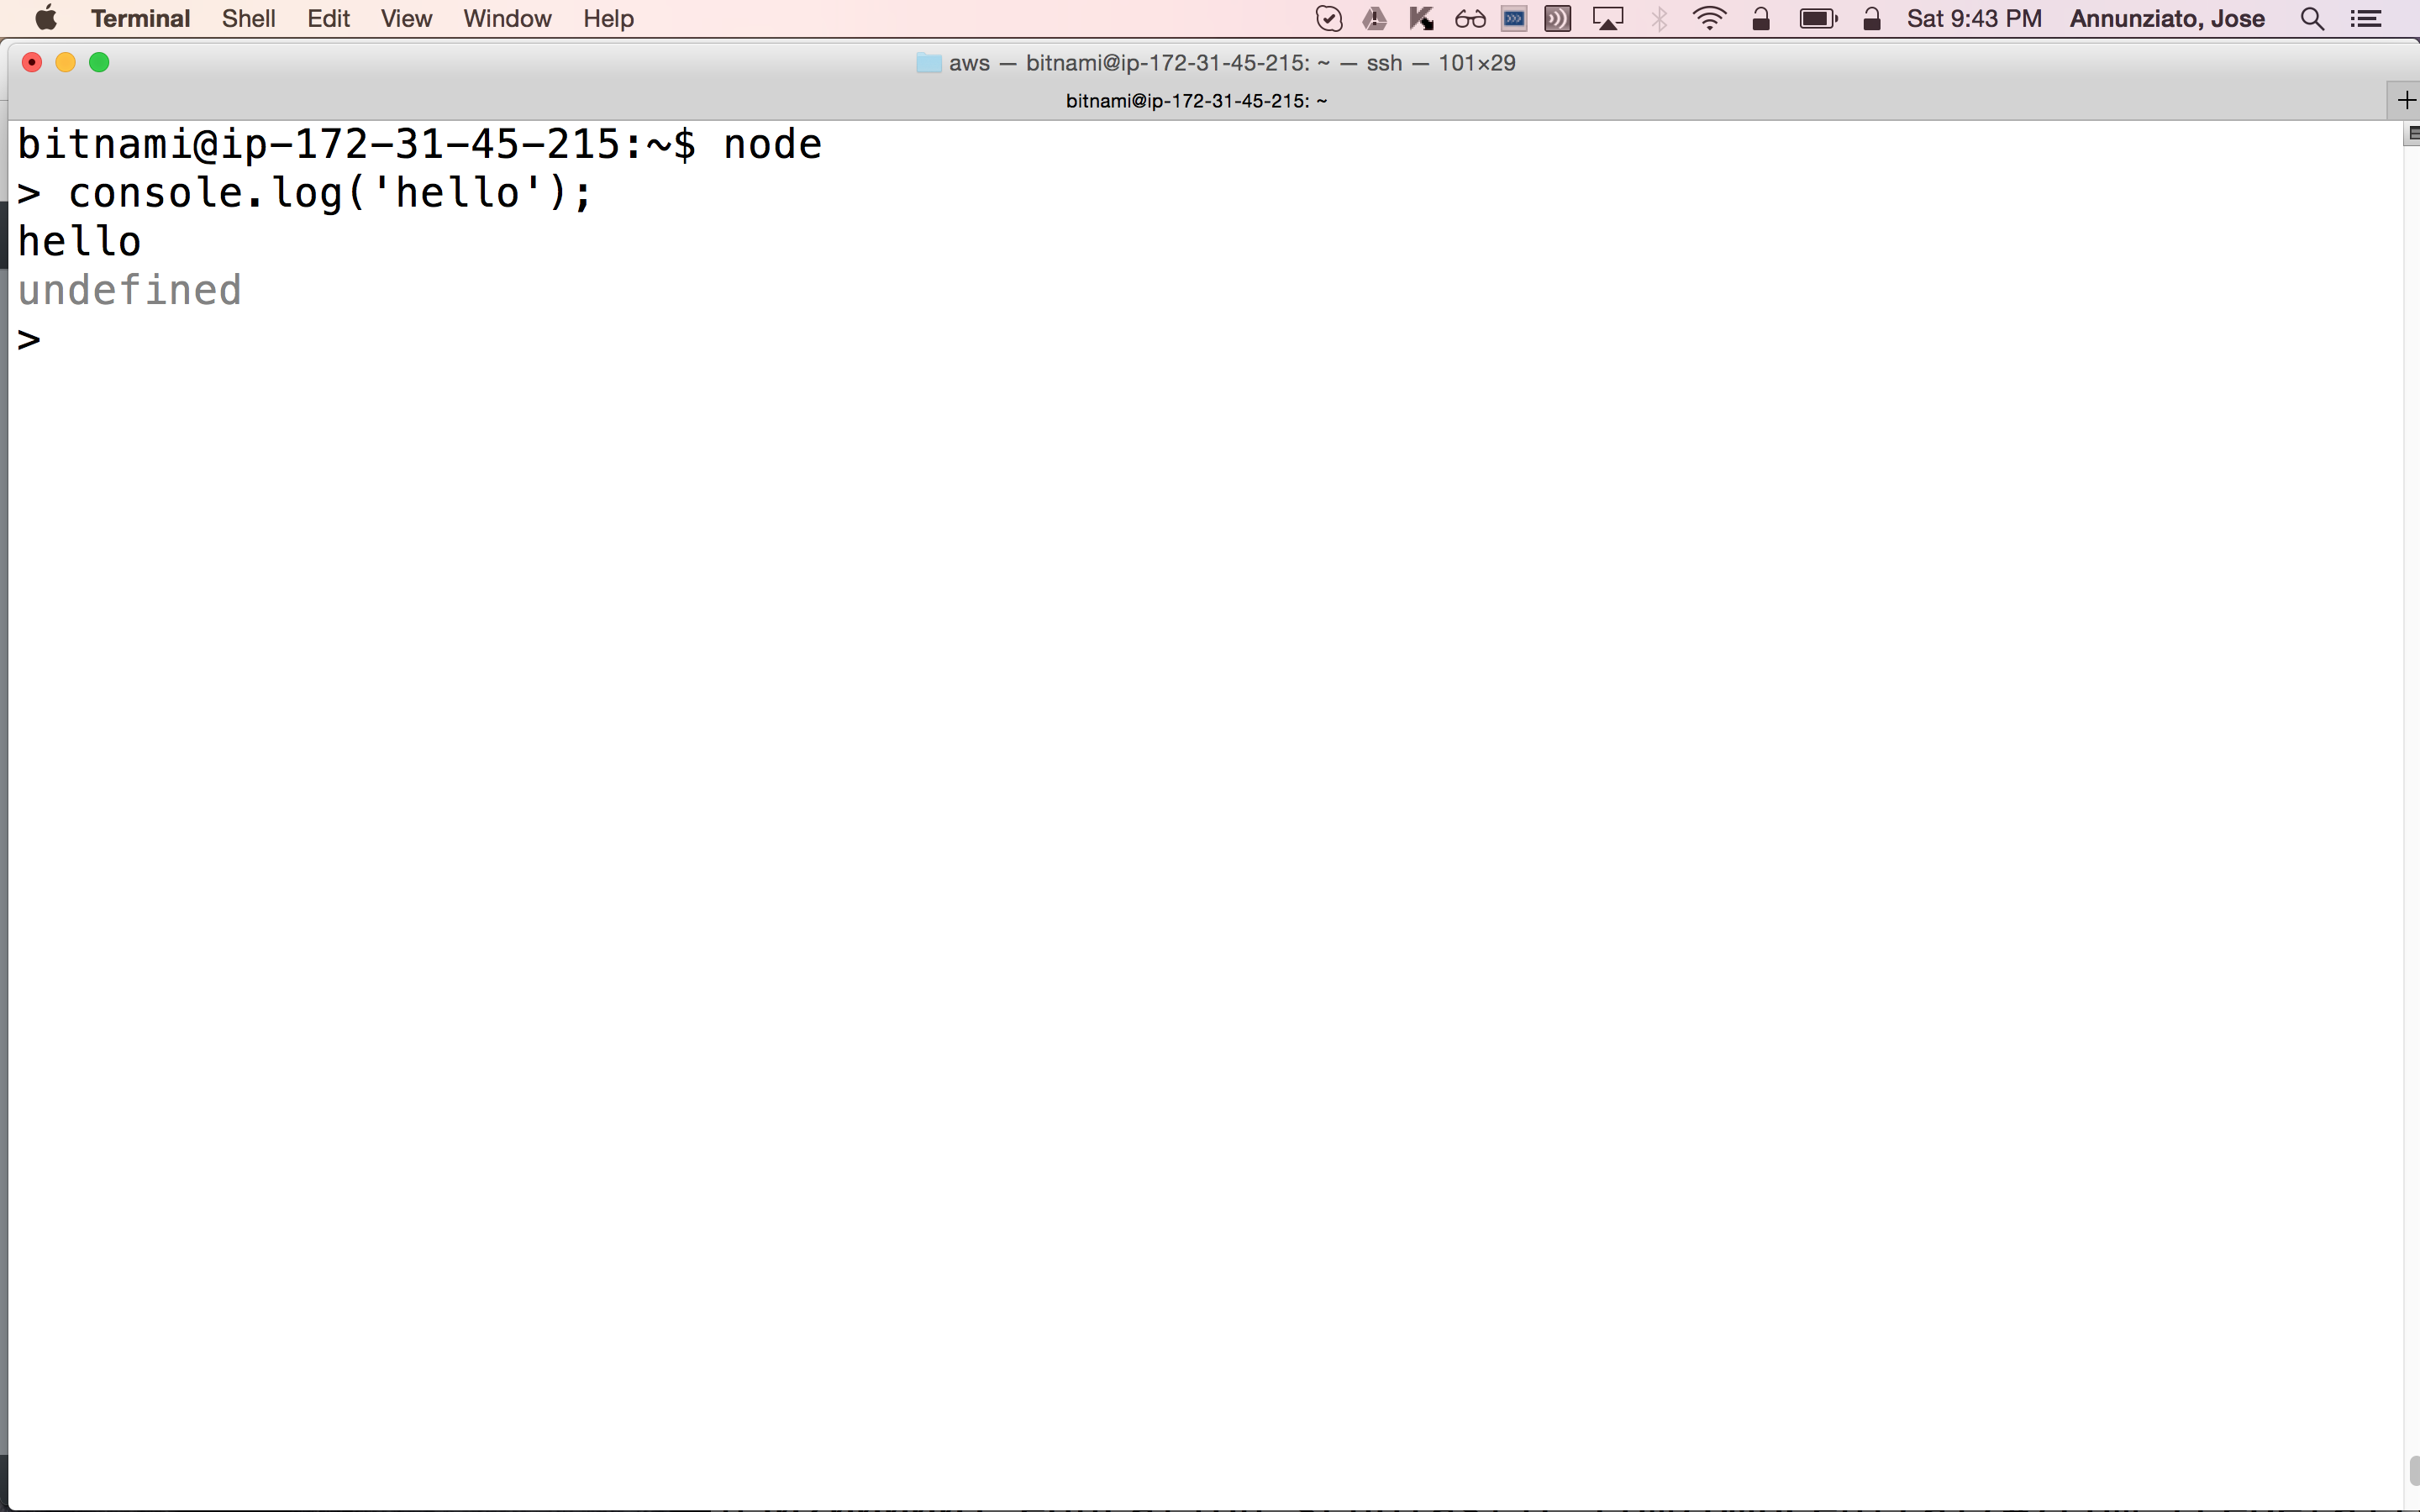 Terminal Shell Edit View Window Help Sat 9:43 PM Annunziato, Jose
aws — bitnami@ip-172-31-45-215: ~ — ssh — 101×29
bitnami@ip-172-31-45-215: ~
bitnami@ip-172-31-45-215:~$ node
> console.log('hello');
hello
undefined
>